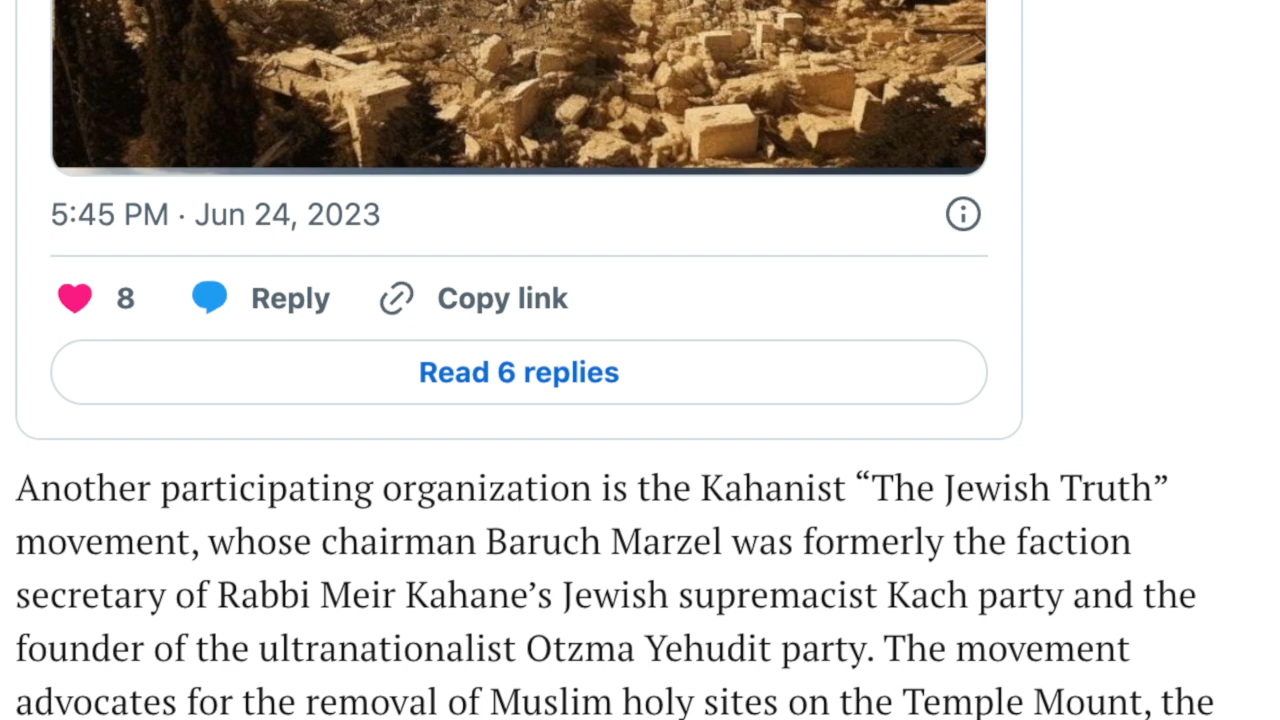 5:45 PM · Jun 24, 2023
8 Reply Copy link
Read 6 replies
Another participating organization is the Kahanist “The Jewish Truth”
movement, whose chairman Baruch Marzel was formerly the faction
secretary of Rabbi Meir Kahane’s Jewish supremacist Kach party and the
founder of the ultranationalist Otzma Yehudit party. The movement
advocates for the removal of Muslim holy sites on the Temple Mount, the